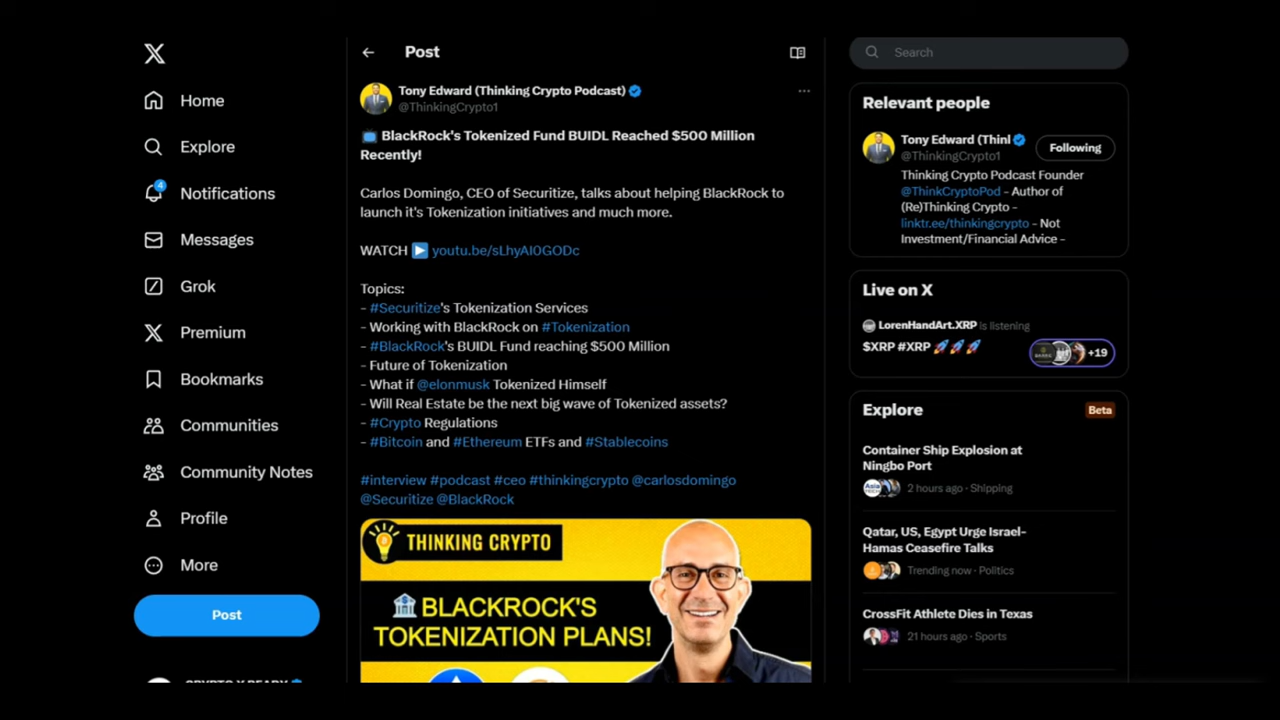 Home
Explore
4
Notifications
Messages
Grok
Premium
Bookmarks
Communities
Community Notes
Profile
More
Post
Post
Tony Edward (Thinking Crypto Podcast)
@ThinkingCrypto1
BlackRock's Tokenized Fund BUIDL Reached $500 Million
Recently!
Carlos Domingo, CEO of Securitize, talks about helping BlackRock to
launch it's Tokenization initiatives and much more.
WATCH ▶️ youtu.be/sLhyAI0GODc
Topics:
- #Securitize's Tokenization Services
- Working with BlackRock on #Tokenization
- #BlackRock's BUIDL Fund reaching $500 Million
- Future of Tokenization
- What if @elonmusk Tokenized Himself
- Will Real Estate be the next big wave of Tokenized assets?
- #Crypto Regulations
- #Bitcoin and #Ethereum ETFs and #Stablecoins
#interview #podcast #ceo #thinkingcrypto @carlosdomingo
@Securitize @BlackRock
THINKING CRYPTO
BLACKROCK'S
TOKENIZATION PLANS!
Search
Relevant people
Tony Edward (Thinl
@ThinkingCrypto1
Following
Thinking Crypto Podcast Founder
@ThinkCryptoPod - Author of
(Re)Thinking Crypto -
linktr.ee/thinkingcrypto - Not
Investment/Financial Advice -
Live on X
LorenHandArt.XRP is listening
$XRP #XRP 🚀🚀🚀
+19
Explore
Beta
Container Ship Explosion at
Ningbo Port
2 hours ago · Shipping
Qatar, US, Egypt Urge Israel-
Hamas Ceasefire Talks
Trending now · Politics
CrossFit Athlete Dies in Texas
21 hours ago · Sports